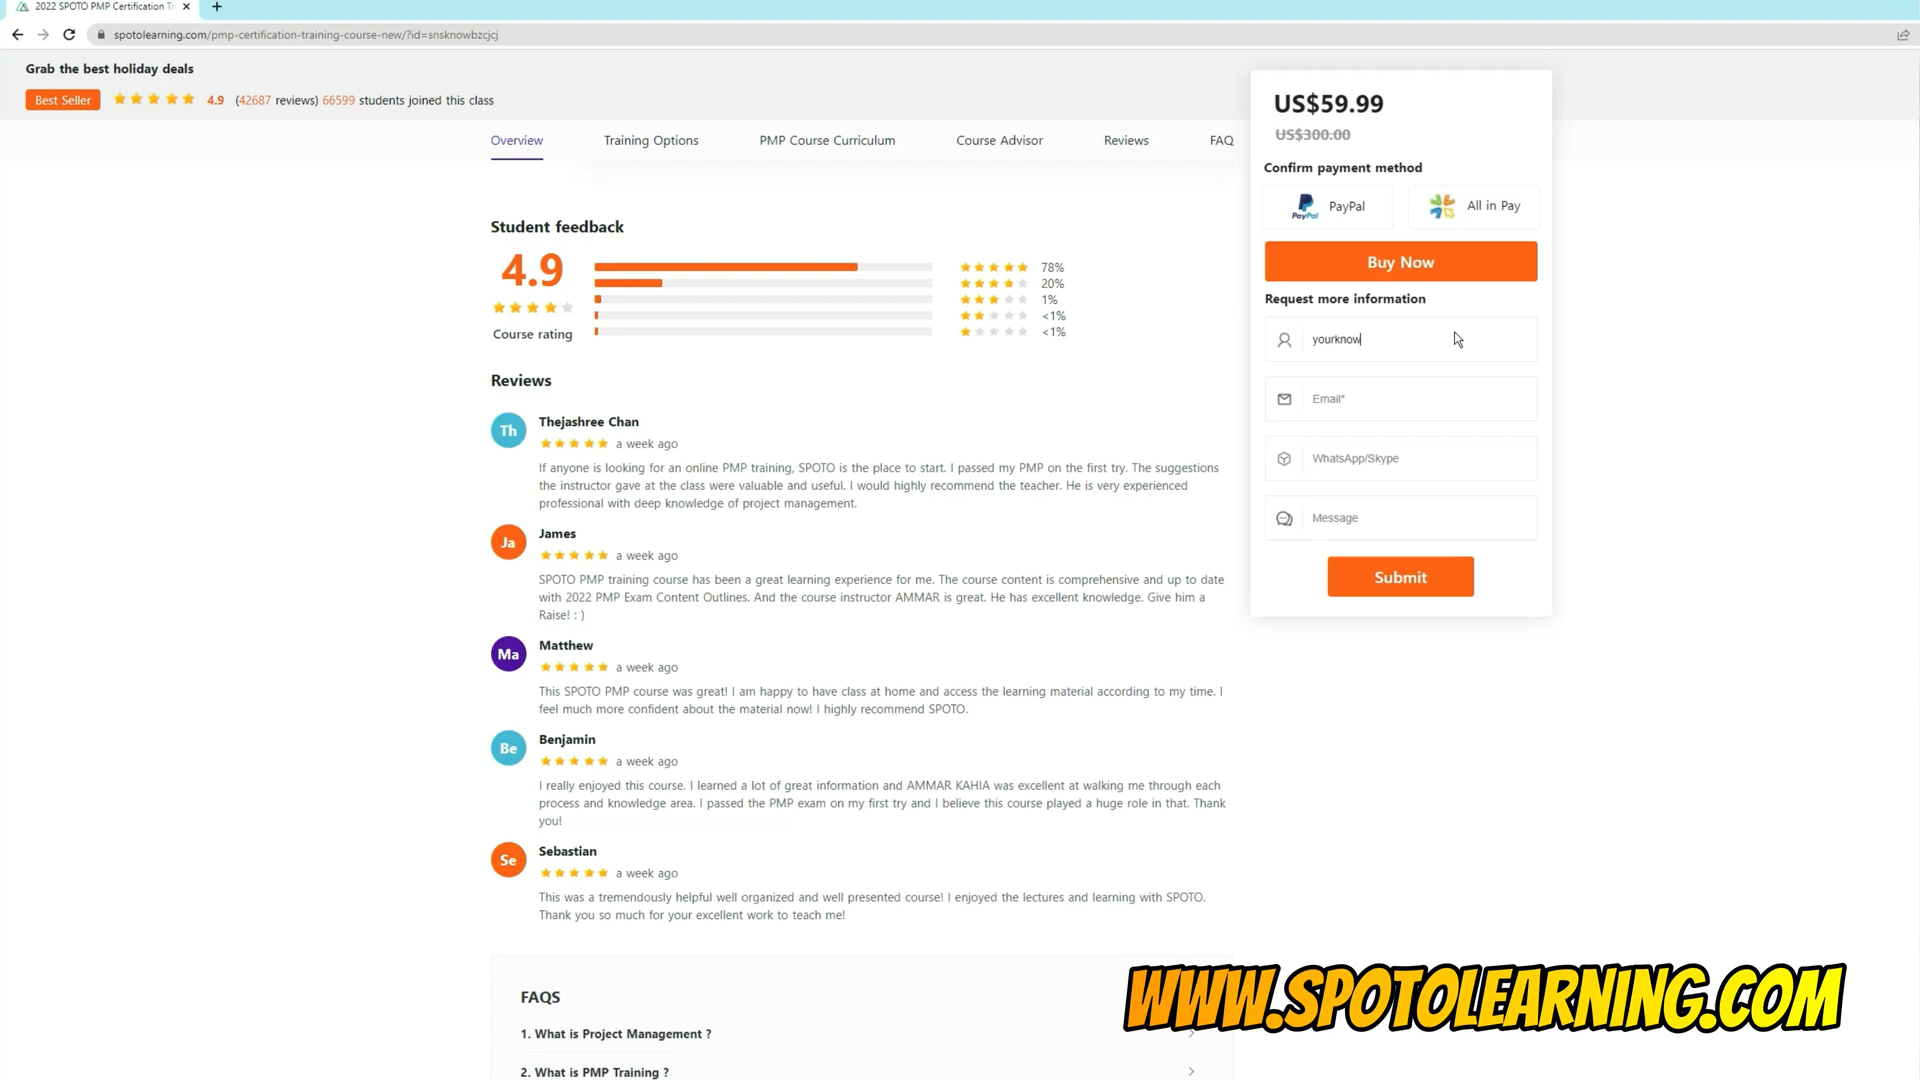 2022 SPOTO PMP Certification Tr
spotolearning.com/pmp-certification-training-course-new/?id=snsknowbzcjcj
Grab the best holiday deals
Best Seller 4.9 (42687 reviews) 66599 students joined this class
Overview Training Options PMP Course Curriculum Course Advisor Reviews FAQ
Student feedback
4.9
78%
20%
1%
<1%
<1%
Course rating
Reviews
Th
Thejashree Chan
a week ago
If anyone is looking for an online PMP training, SPOTO is the place to start. I passed my PMP on the first try. The suggestions
the instructor gave at the class were valuable and useful. I would highly recommend the teacher. He is very experienced
professional with deep knowledge of project management.
Ja
James
a week ago
SPOTO PMP training course has been a great learning experience for me. The course content is comprehensive and up to date
with 2022 PMP Exam Content Outlines. And the course instructor AMMAR is great. He has excellent knowledge. Give him a
Raise! : )
Ma
Matthew
a week ago
This SPOTO PMP course was great! I am happy to have class at home and access the learning material according to my time. I
feel much more confident about the material now! I highly recommend SPOTO.
Be
Benjamin
a week ago
I really enjoyed this course. I learned a lot of great information and AMMAR KAHIA was excellent at walking me through each
process and knowledge area. I passed the PMP exam on my first try and I believe this course played a huge role in that. Thank
you!
Se
Sebastian
a week ago
This was a tremendously helpful well organized and well presented course! I enjoyed the lectures and learning with SPOTO.
Thank you so much for your excellent work to teach me!
FAQS
1. What is Project Management ?
2. What is PMP Training ?
US$59.99
US$300.00
Confirm payment method
PayPal PayPal All in Pay
Buy Now
Request more information
yourknow
Email*
WhatsApp/Skype
Message
Submit
WWW.SPOTOLEARNING.COM